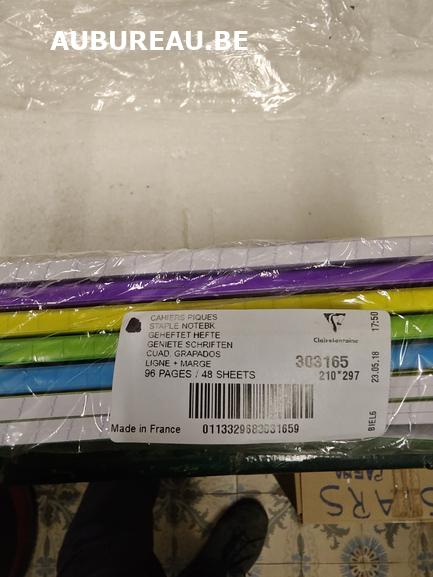 AUBUREAU.BE
CAHIERS PIQUES
STAPLE NOTEBK
GEHEFTET HEFTE
GENIETE SCHRIFTEN
CUAD. GRAPADOS
LIGNE + MARGE
96 PAGES / 48 SHEETS
Clairefontaine
303165
210*297
17:50
23.05.18
BIEL6
Made in France
0113329683031659